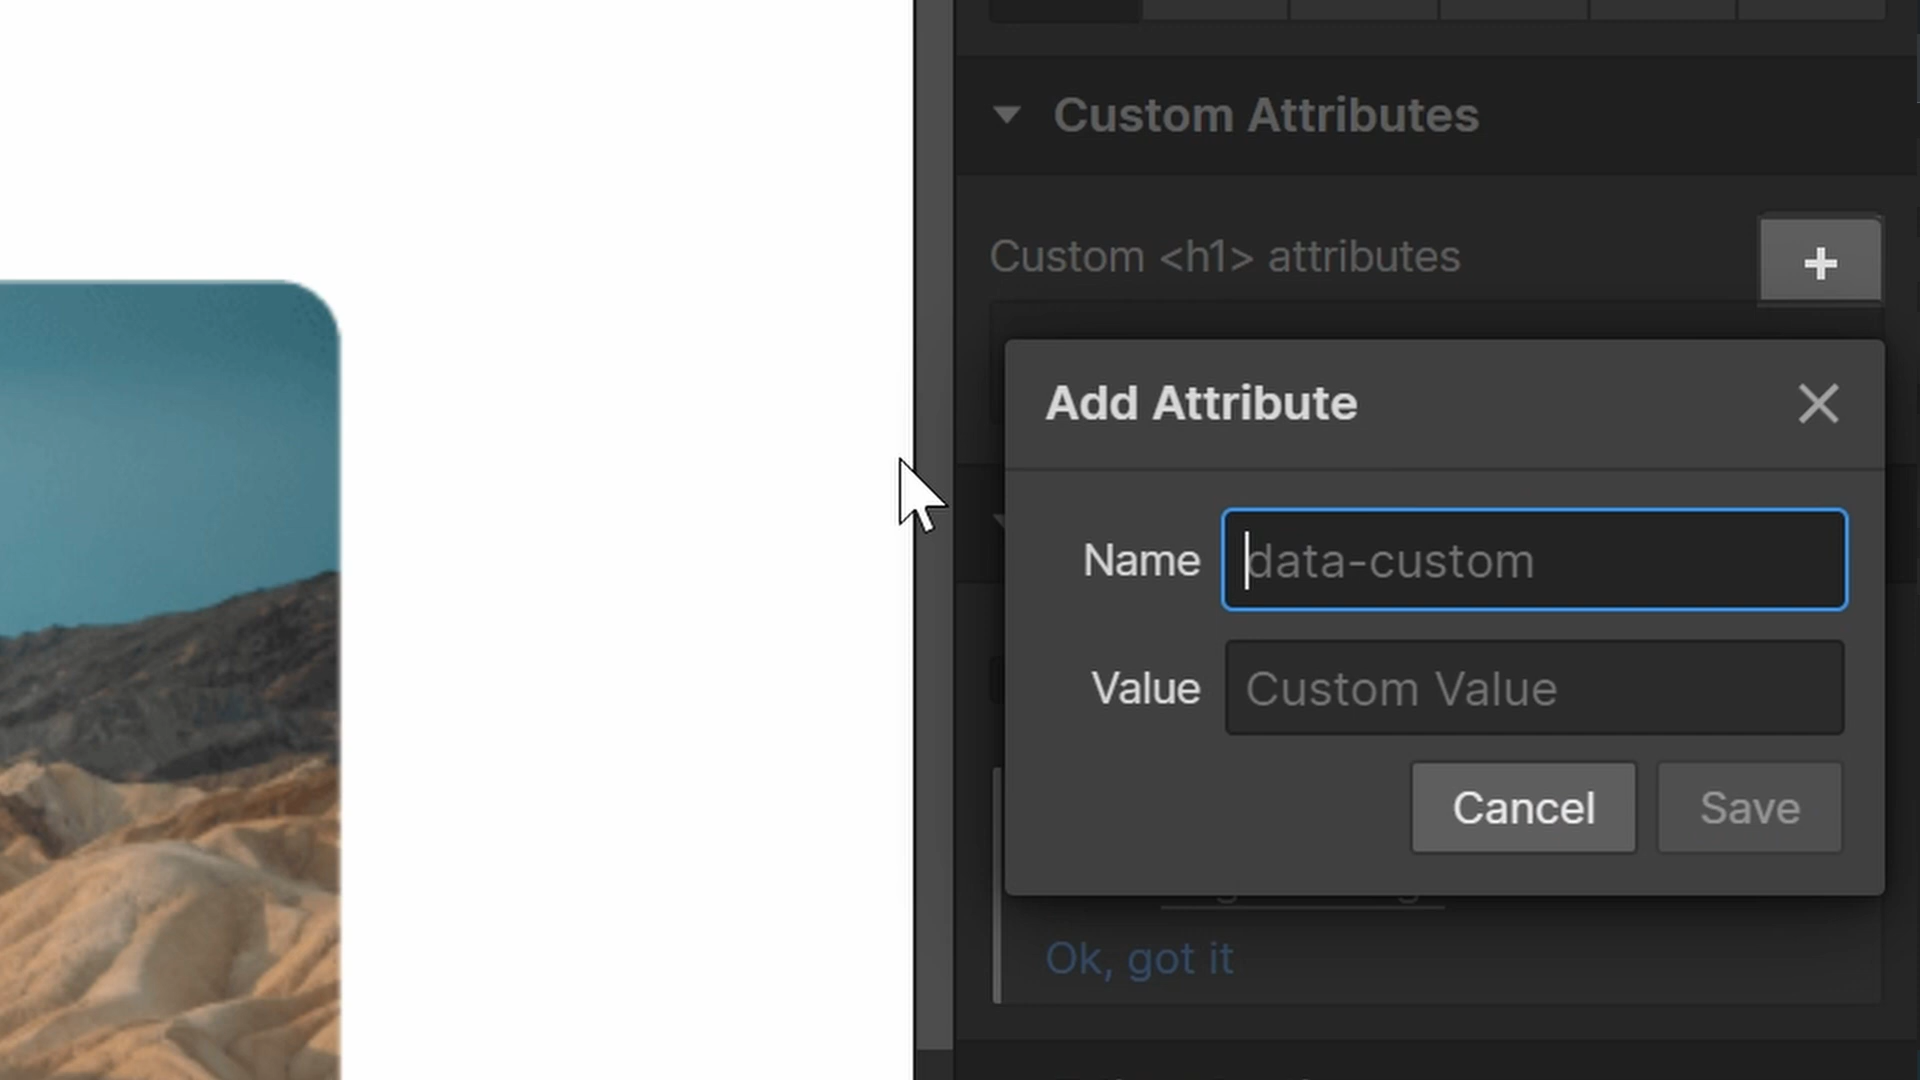 Custom Attributes
Custom <h1> attributes
+
Add Attribute
Name data-custom
Value Custom Value
Cancel Save
Ok, got it